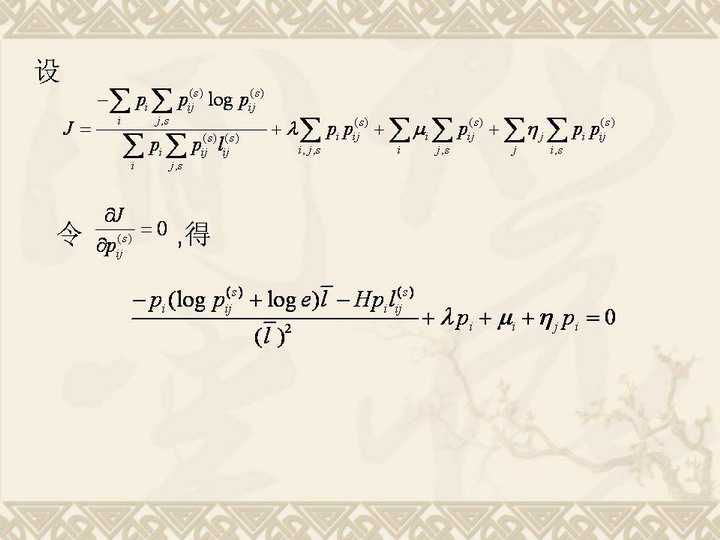 设
J = \frac{-\sum_{i} p_i \sum_{j,s} p_{ij}^{(s)} \log p_{ij}^{(s)}}{\sum_{i} p_i \sum_{j,s} p_{ij}^{(s)} l_{ij}^{(s)}} + \lambda \sum_{i,j,s} p_i p_{ij}^{(s)} + \sum_{i} \mu_i \sum_{j,s} p_{ij}^{(s)} + \sum_{j} \eta_j \sum_{i,s} p_i p_{ij}^{(s)}
令 \frac{\partial J}{\partial p_{ij}^{(s)}} = 0 ,得
\frac{-p_i (\log p_{ij}^{(s)} + \log e) \overline{l} - H p_i l_{ij}^{(s)}}{(\overline{l})^2} + \lambda p_i + \mu_i + \eta_j p_i = 0